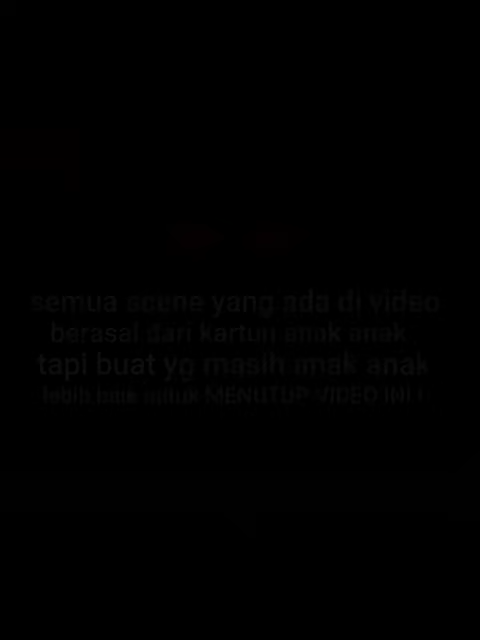 semua scene yang ada di video
berasal dari kartun anak anak
tapi buat yg masih anak anak
lebih baik untuk MENUTUP VIDEO INI !